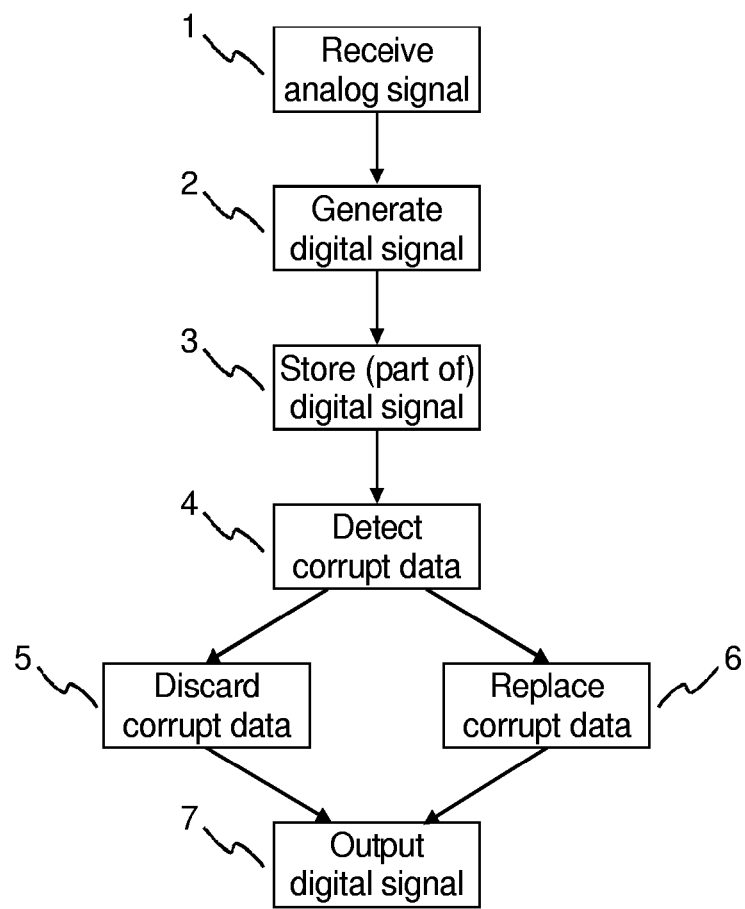 1
Receive
analog signal
2
Generate
digital signal
3
Store (part of)
digital signal
4
Detect
corrupt data
5
Discard
corrupt data
Replace
corrupt data
6
7
Output
digital signal